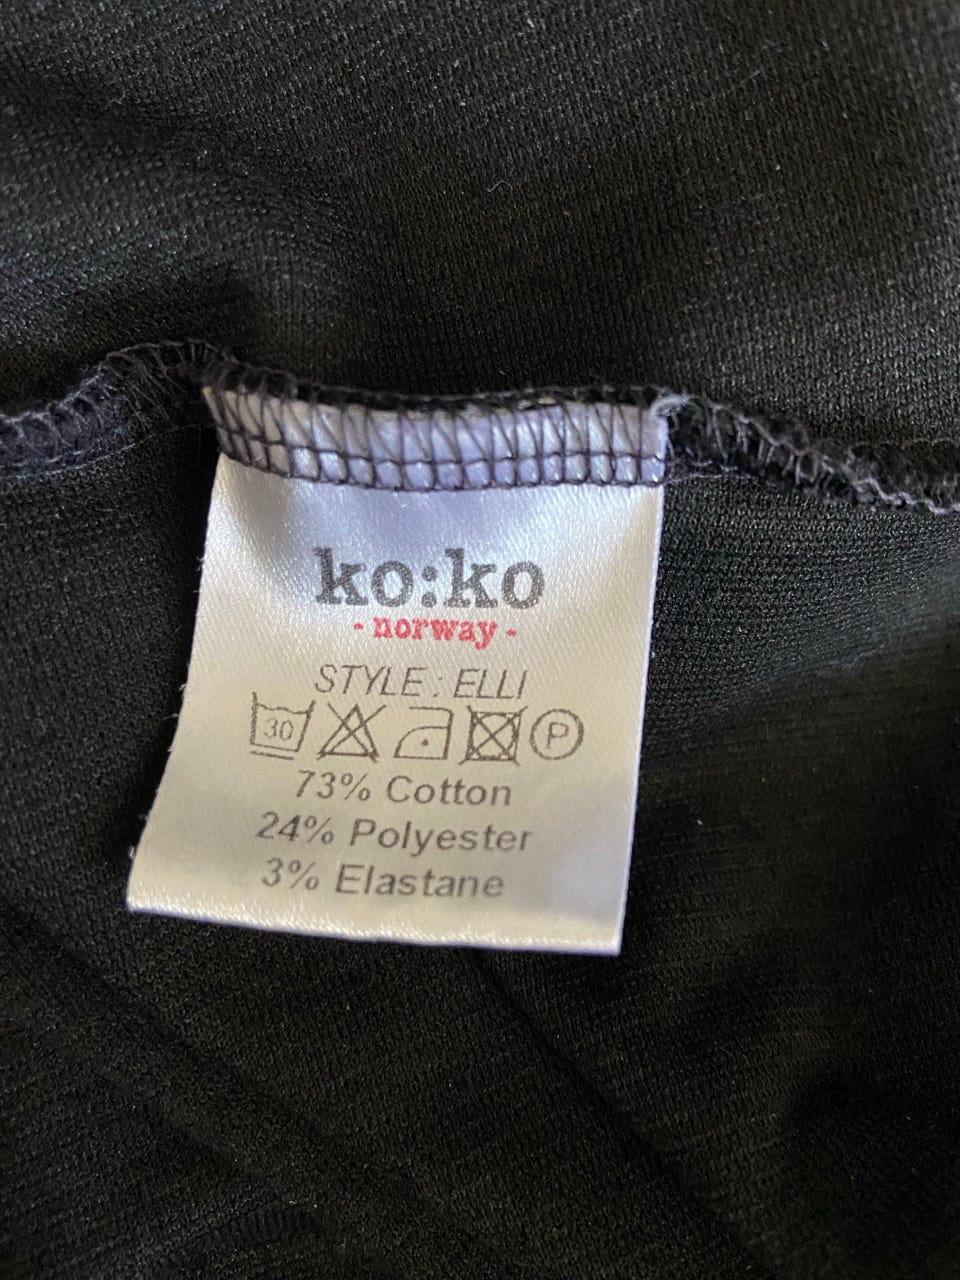 ko:ko
- norway -
STYLE : ELLI
30 P
73% Cotton
24% Polyester
3% Elastane